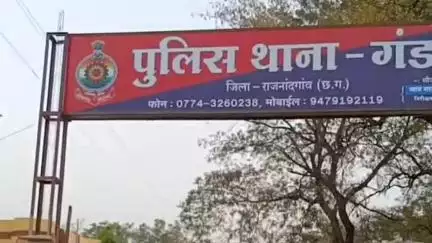 पुलिस थाना - गंड
जिला - राजनांदगाँव (छ.ग.)
फोन : 0774-3260238, मोबाईल : 9479192119